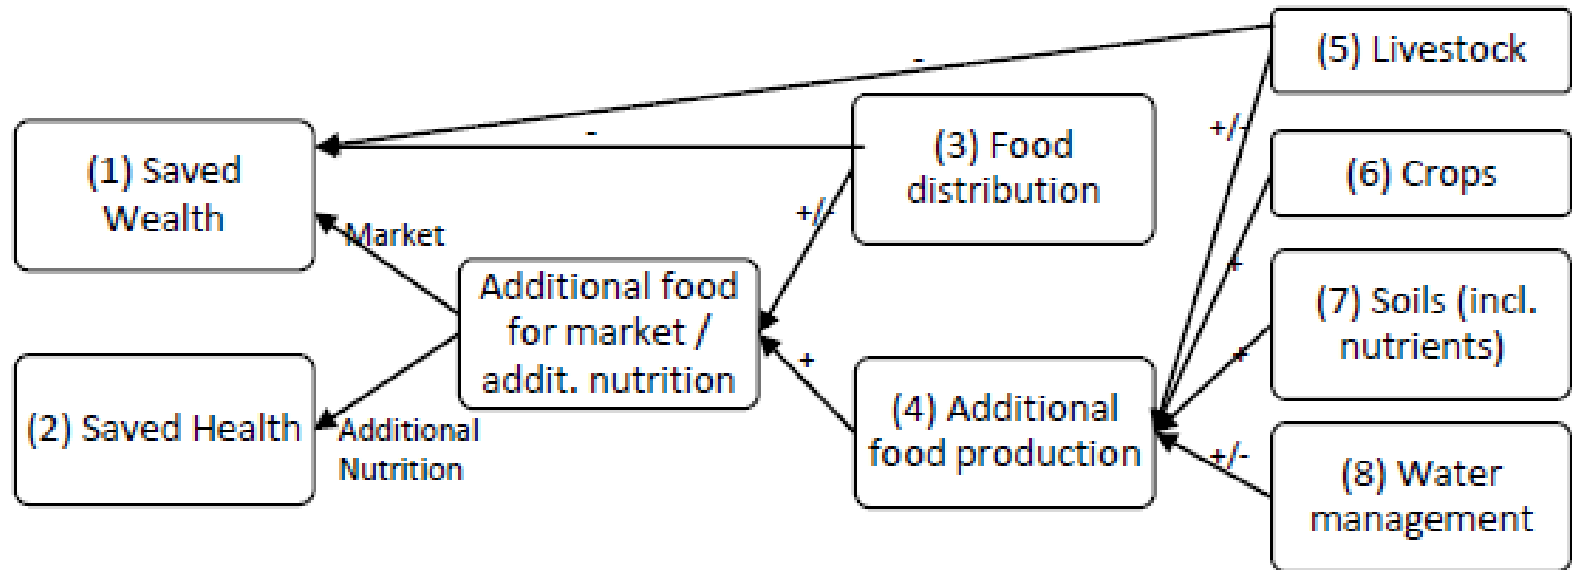 (5) Livestock
-
(3) Food
distribution
-
(1) Saved
Wealth
+/-
(6) Crops
+/-
Market
Additional food
for market /
addit. nutrition
+
(7) Soils (incl.
nutrients)
+
+
(4) Additional
food production
(2) Saved Health
Additional
Nutrition
+/-
(8) Water
management